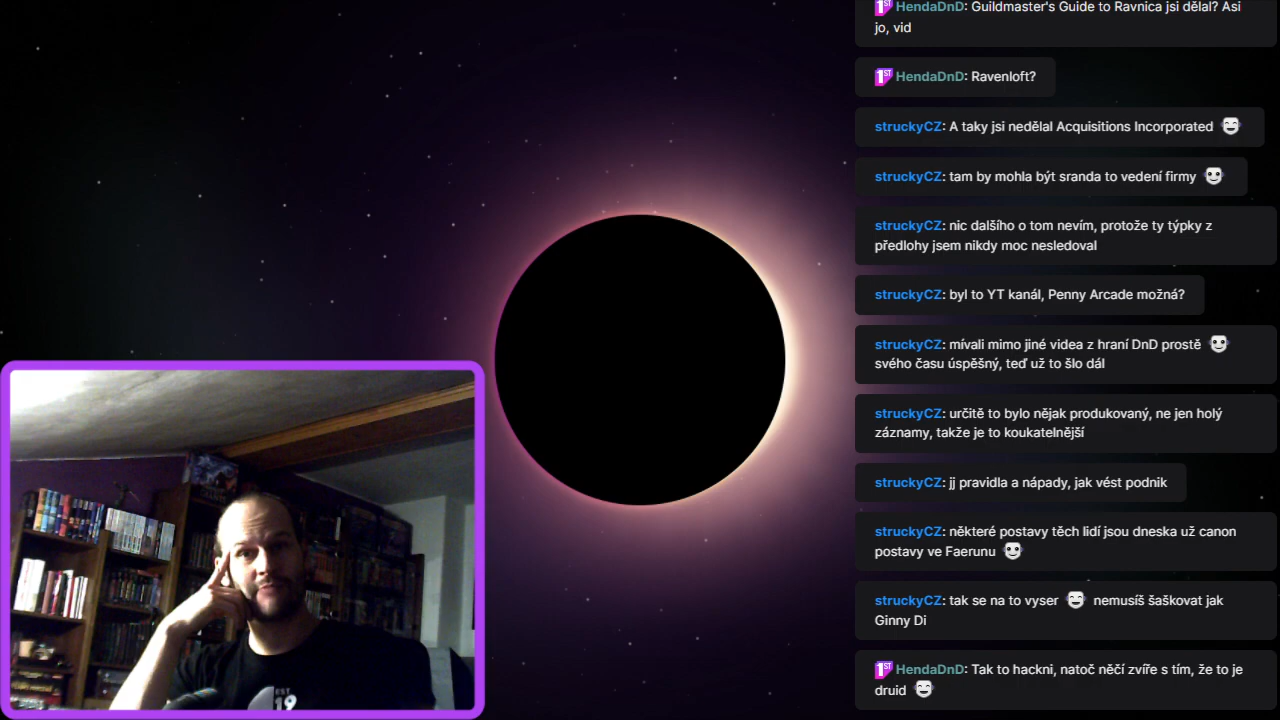 1ST HendaDnD: Guildmaster's Guide to Ravnica jsi dělal? Asi
jo, vid
1ST HendaDnD: Ravenloft?
struckyCZ: A taky jsi nedělal Acquisitions Incorporated
struckyCZ: tam by mohla být sranda to vedení firmy
struckyCZ: nic dalšího o tom nevím, protože ty týpky z
předlohy jsem nikdy moc nesledoval
struckyCZ: byl to YT kanál, Penny Arcade možná?
struckyCZ: mívali mimo jiné videa z hraní DnD prostě
svého času úspěšný, teď už to šlo dál
struckyCZ: určitě to bylo nějak produkovaný, ne jen holý
záznamy, takže je to koukatelnější
struckyCZ: jj pravidla a nápady, jak vést podnik
struckyCZ: některé postavy těch lidí jsou dneska už canon
postavy ve Faerunu
struckyCZ: tak se na to vyser nemusíš šaškovat jak
Ginny Di
1ST HendaDnD: Tak to hackni, natoč něčí zvíře s tím, že to je
druid
EST
19